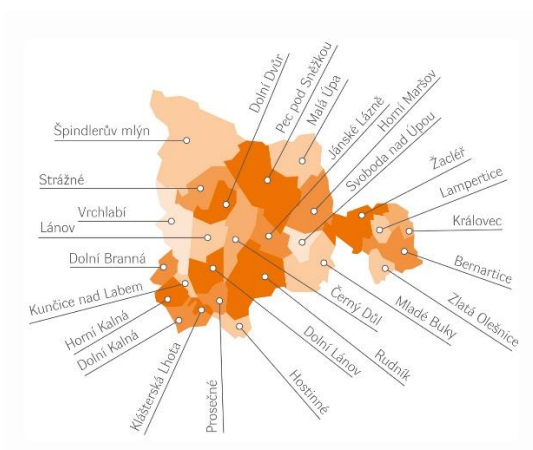 Dolní Dvůr
Pec pod Sněžkou
Malá Úpa
Jánské Lázně
Horní Maršov
Svoboda nad Úpou
Žacléř
Lampertice
Královec
Bernartice
Zlatá Olešnice
Mladé Buky
Černý Důl
Rudník
Dolní Lánov
Hostinné
Prosečné
Klášterská Lhota
Dolní Kalná
Horní Kalná
Kunčice nad Labem
Dolní Branná
Lánov
Vrchlabí
Strážné
Špindlerův mlýn